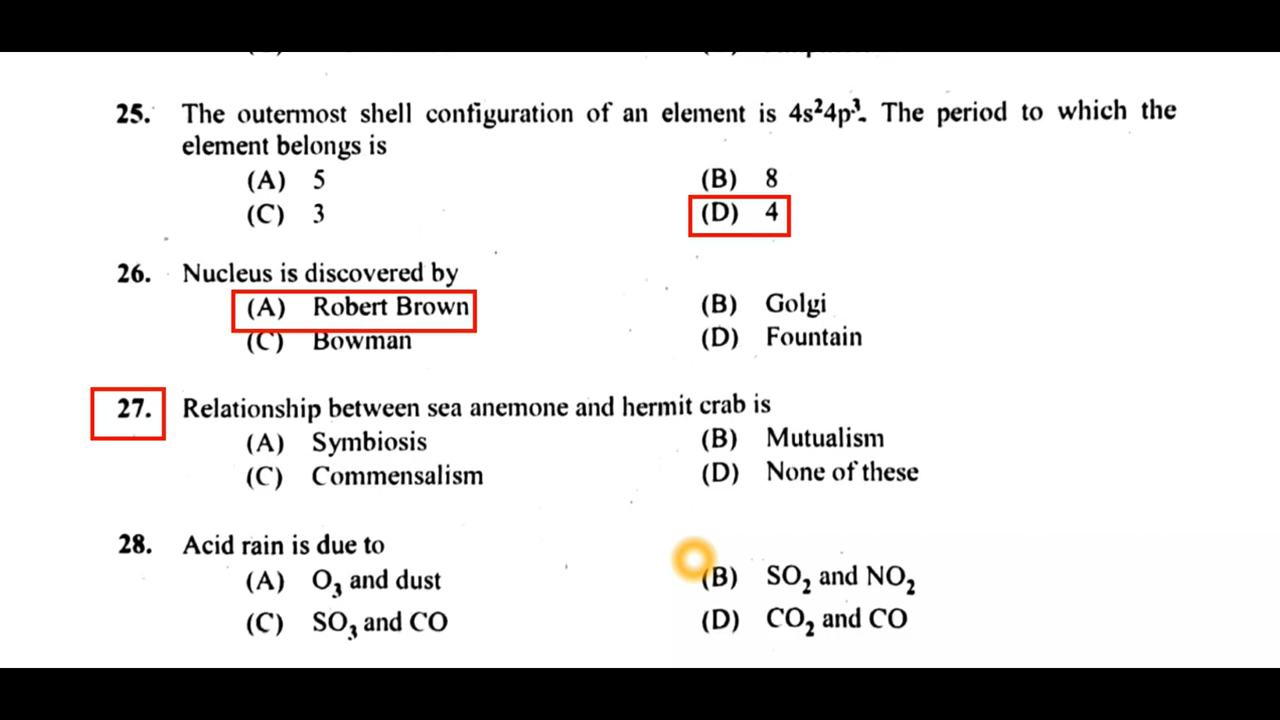 25. The outermost shell configuration of an element is 4s²4p³. The period to which the
element belongs is
(A) 5 (B) 8
(C) 3 (D) 4
26. Nucleus is discovered by
(A) Robert Brown (B) Golgi
(C) Bowman (D) Fountain
27. Relationship between sea anemone and hermit crab is
(A) Symbiosis (B) Mutualism
(C) Commensalism (D) None of these
28. Acid rain is due to
(A) O₃ and dust (B) SO₂ and NO₂
(C) SO₃ and CO (D) CO₂ and CO